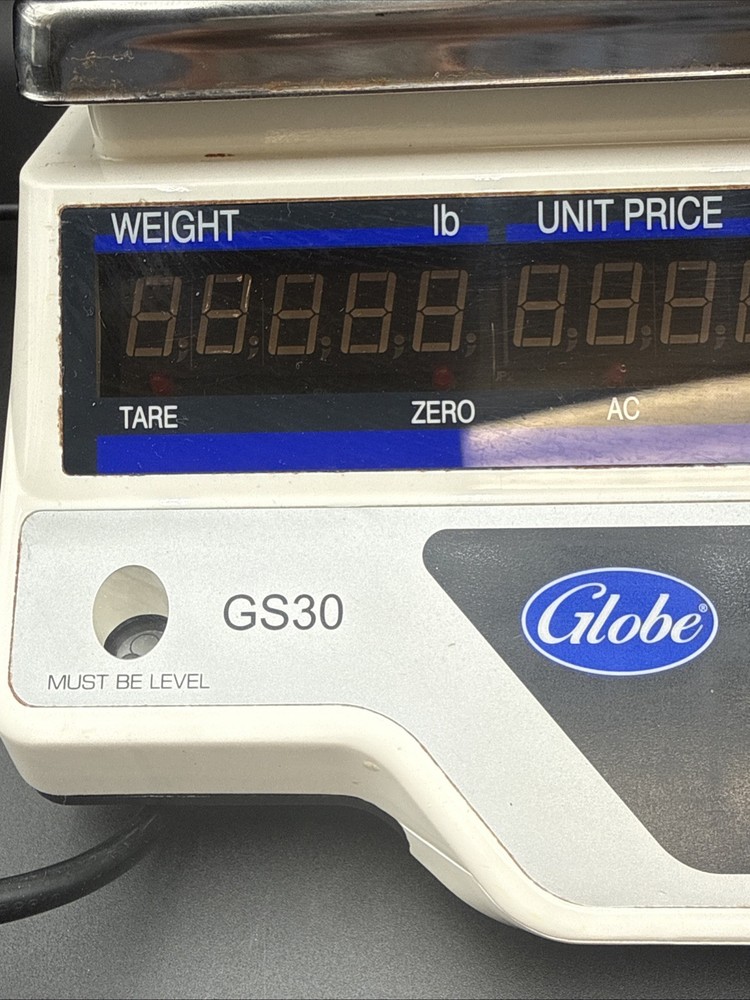 WEIGHT lb UNIT PRICE
TARE ZERO AC
GS30
Globe®
MUST BE LEVEL